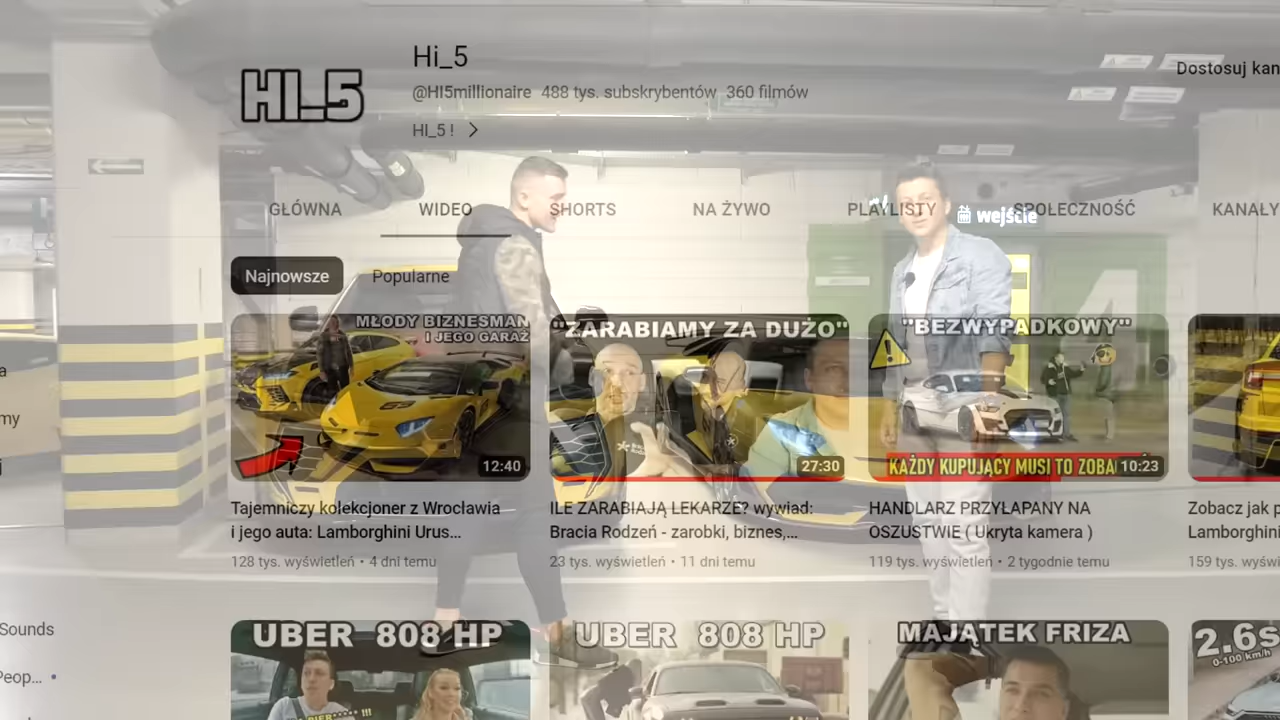 HI_5
Hi_5
@HI5millionaire 488 tys. subskrybentów 360 filmów
HI_5 !
Dostosuj kan
GŁÓWNA
WIDEO
SHORTS
NA ŻYWO
PLAYLISTY
SPOŁECZNOŚĆ
KANAŁY
wejście
Najnowsze
Popularne
MŁODY BIZNESMAN
I JEGO GARAŻ
12:40
"ZARABIAMY ZA DUŻO"
27:30
"BEZWYPADKOWY"
KAŻDY KUPUJĄCY MUSI TO ZOBA
10:23
4
a
my
i
Tajemniczy kolekcjoner z Wrocławia
i jego auta: Lamborghini Urus...
128 tys. wyświetleń • 4 dni temu
ILE ZARABIAJĄ LEKARZE? wywiad:
Bracia Rodzeń - zarobki, biznes,...
23 tys. wyświetleń • 11 dni temu
HANDLARZ PRZYŁAPANY NA
OSZUSTWIE ( Ukryta kamera )
119 tys. wyświetleń • 2 tygodnie temu
Zobacz jak p
Lamborghini
159 tys. wyświ
Sounds
Peop...
UBER 808 HP
UBER 808 HP
MAJĄTEK FRIZA
2.6s
0-100 km/h